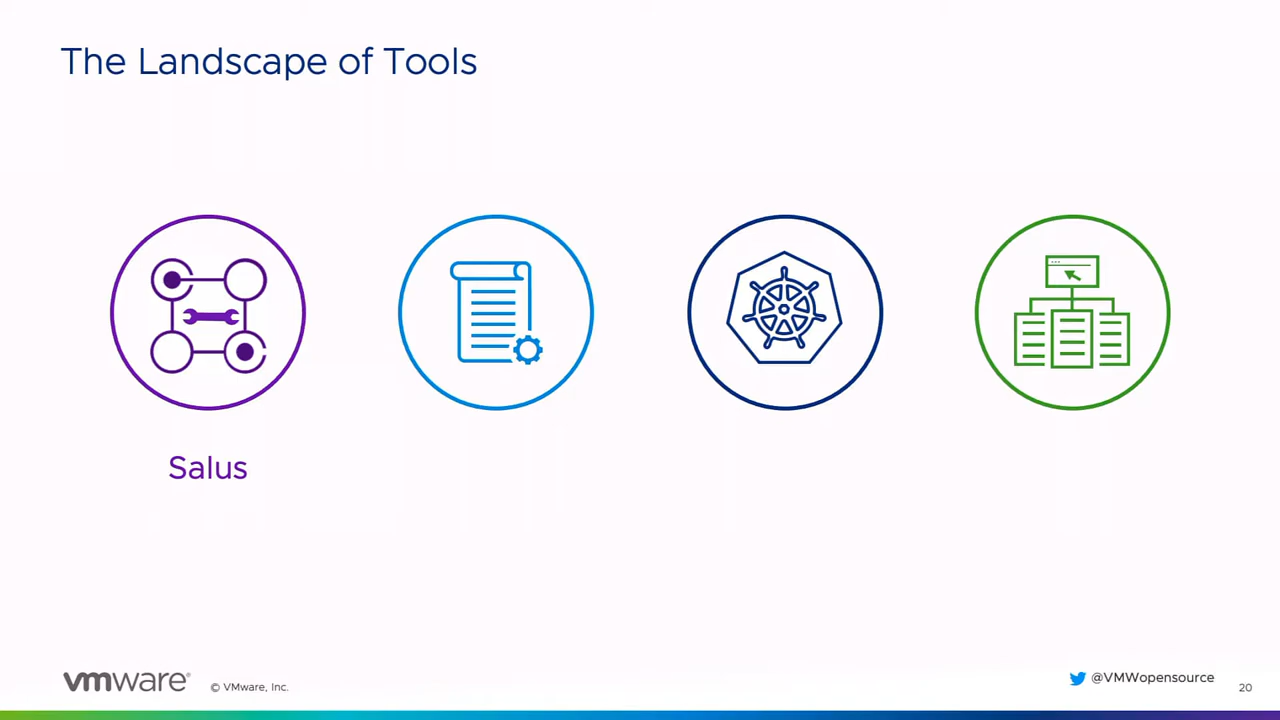 The Landscape of Tools
Salus
vmware®
© VMware, Inc.
@VMWopensource
20